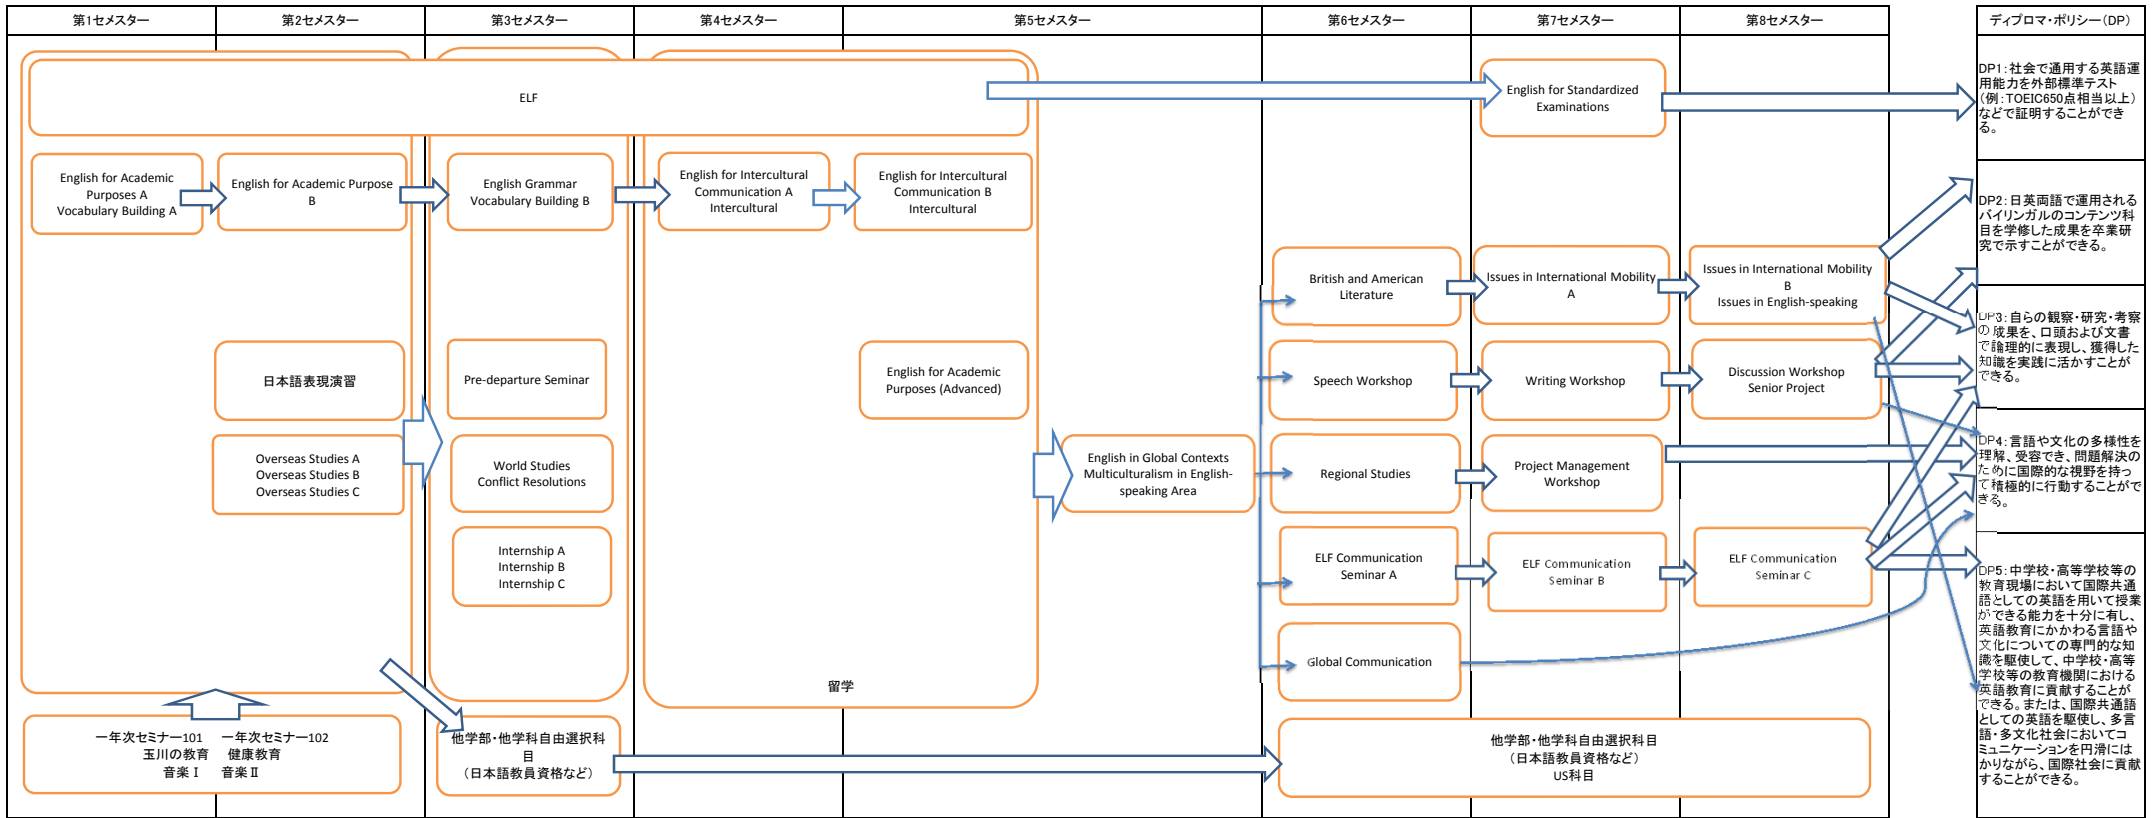 第1セメスター
第2セメスター
第3セメスター
第4セメスター
第5セメスター
第6セメスター
第7セメスター
第8セメスター
ディプロマ・ポリシー(DP)
ELF
English for Standardized
Examinations
English for Academic
Purposes A
Vocabulary Building A
English for Academic Purpose
B
English Grammar
Vocabulary Building B
English for Intercultural
Communication A
Intercultural
English for Intercultural
Communication B
Intercultural
British and American
Literature
Issues in International Mobility
A
Issues in International Mobility
B
Issues in English-speaking
日本語表現演習
Pre-departure Seminar
English for Academic
Purposes (Advanced)
Speech Workshop
Writing Workshop
Discussion Workshop
Senior Project
Overseas Studies A
Overseas Studies B
Overseas Studies C
World Studies
Conflict Resolutions
English in Global Contexts
Multiculturalism in English-
speaking Area
Regional Studies
Project Management
Workshop
Internship A
Internship B
Internship C
ELF Communication
Seminar A
ELF Communication
Seminar B
ELF Communication
Seminar C
Global Communication
留学
一年次セミナー101 一年次セミナー102
玉川の教育 健康教育
音楽Ⅰ 音楽Ⅱ
他学部・他学科自由選択科
目
(日本語教員資格など)
他学部・他学科自由選択科目
(日本語教員資格など)
US科目
DP1:社会で通用する英語運
用能力を外部標準テスト
(例:TOEIC650点相当以上)
などで証明することができ
る。
DP2:日英両語で運用される
バイリンガルのコンテンツ科
目を学修した成果を卒業研
究で示すことができる。
DP3:自らの観察・研究・考察
の成果を、口頭および文書
で論理的に表現し、獲得した
知識を実践に活かすことが
できる。
DP4:言語や文化の多様性を
理解、受容でき、問題解決の
ために国際的な視野を持っ
て積極的に行動することがで
きる。
DP5:中学校・高等学校等の
教育現場において国際共通
語としての英語を用いて授業
ができる能力を十分に有し、
英語教育にかかわる言語や
文化についての専門的な知
識を駆使して、中学校・高等
学校等の教育機関における
英語教育に貢献することが
できる。または、国際共通語
としての英語を駆使し、多言
語・多文化社会においてコ
ミュニケーションを円滑には
かりながら、国際社会に貢献
することができる。